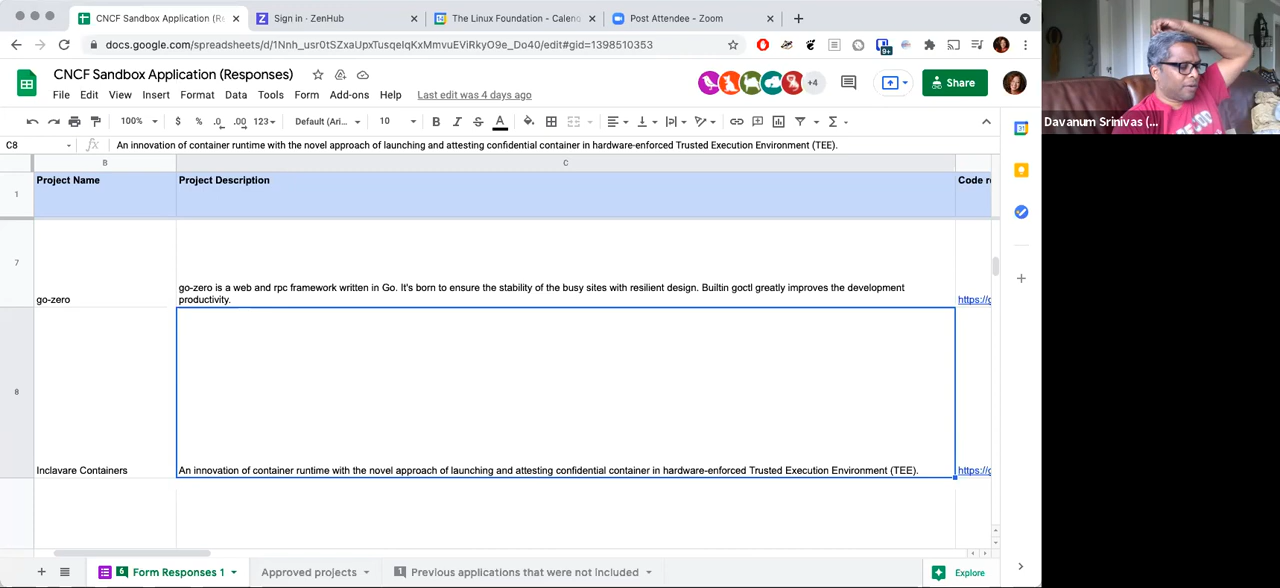 CNCF Sandbox Application (Re
Sign in · ZenHub
The Linux Foundation - Calend
Post Attendee - Zoom
docs.google.com/spreadsheets/d/1Nnh_usr0tSZxaUpxTusqeIqKxMmvuEViRkyO9e_Do40/edit#gid=1398510353
9+
CNCF Sandbox Application (Responses)
+4
Share
File Edit View Insert Format Data Tools Form Add-ons Help Last edit was 4 days ago
100% $ % .0 .00 123 Default (Ari... 10 B I S A
C8 fx An innovation of container runtime with the novel approach of launching and attesting confidential container in hardware-enforced Trusted Execution Environment (TEE).
B C
1 Project Name Project Description Code r
7
go-zero is a web and rpc framework written in Go. It's born to ensure the stability of the busy sites with resilient design. Builtin goctl greatly improves the development
go-zero productivity. https://g
8
Inclavare Containers An innovation of container runtime with the novel approach of launching and attesting confidential container in hardware-enforced Trusted Execution Environment (TEE). https://g
6 Form Responses 1 Approved projects 1 Previous applications that were not included Explore
31
Davanum Srinivas (...